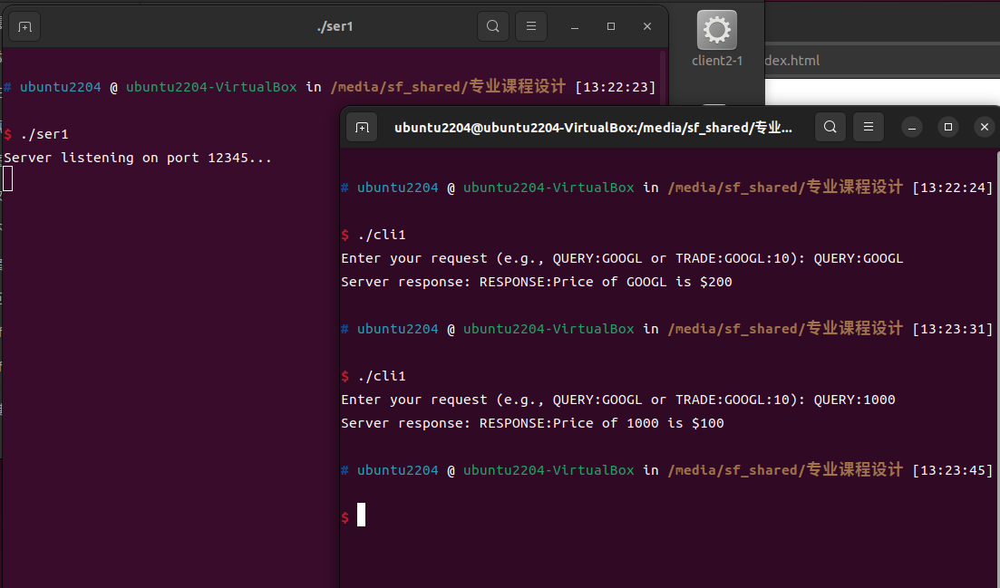 ./ser1
# ubuntu2204 @ ubuntu2204-VirtualBox in /media/sf_shared/专业课程设计 [13:22:23]
$ ./ser1
Server listening on port 12345...
client2-1
dex.html
ubuntu2204@ubuntu2204-VirtualBox:/media/sf_shared/专业...
# ubuntu2204 @ ubuntu2204-VirtualBox in /media/sf_shared/专业课程设计 [13:22:24]
$ ./cli1
Enter your request (e.g., QUERY:GOOGL or TRADE:GOOGL:10): QUERY:GOOGL
Server response: RESPONSE:Price of GOOGL is $200
# ubuntu2204 @ ubuntu2204-VirtualBox in /media/sf_shared/专业课程设计 [13:23:31]
$ ./cli1
Enter your request (e.g., QUERY:GOOGL or TRADE:GOOGL:10): QUERY:1000
Server response: RESPONSE:Price of 1000 is $100
# ubuntu2204 @ ubuntu2204-VirtualBox in /media/sf_shared/专业课程设计 [13:23:45]
$